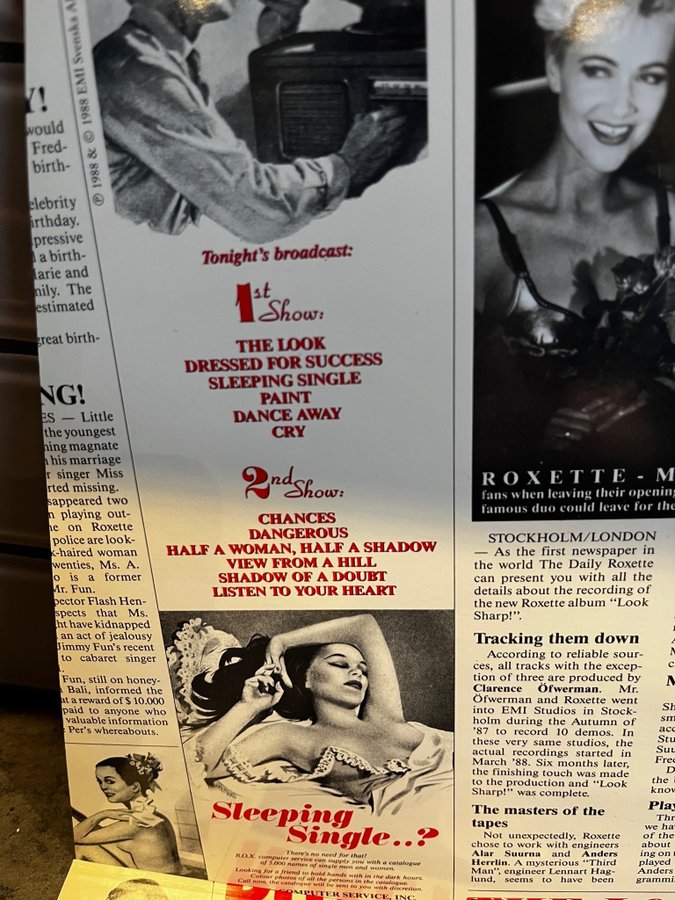 Y!
would
Fred-
birth-
elebrity
irthday.
pressive
a birth-
larie and
nily. The
estimated
great birth-
NG!
ES — Little
the youngest
ning magnate
his marriage
r singer Miss
rted missing.
sappeared two
n playing out-
e on Roxette
police are look-
k-haired woman
wenties, Ms. A.
o is a former
Mr. Fun.
pector Flash Hen-
spects that Ms.
ht have kidnapped
an act of jealousy
Jimmy Fun's recent
to cabaret singer
Fun, still on honey-
Bali, informed the
at a reward of $ 10.000
paid to anyone who
valuable information
Per's whereabouts.
℗ 1988 & © 1988 EMI Svenska A
Tonight's broadcast:
1st Show:
THE LOOK
DRESSED FOR SUCCESS
SLEEPING SINGLE
PAINT
DANCE AWAY
CRY
2nd Show:
CHANCES
DANGEROUS
HALF A WOMAN, HALF A SHADOW
VIEW FROM A HILL
SHADOW OF A DOUBT
LISTEN TO YOUR HEART
Sleeping
Single..?
There's no need for that!
R.O.X. computer service can supply you with a catalogue
of 5.000 names of single men and women.
Looking for a friend to hold hands with in the dark hours.
Colour photos of all the persons in the catalogue.
Call now, the catalogue will be sent to you with discretion.
COMPUTER SERVICE, INC.
ROXETTE - M
fans when leaving their opening
famous duo could leave for the
STOCKHOLM/LONDON
— As the first newspaper in
the world The Daily Roxette
can present you with all the
details about the recording of
the new Roxette album "Look
Sharp!".
Tracking them down
According to reliable sour-
ces, all tracks with the excep-
tion of three are produced by
Clarence Öfwerman. Mr.
Öfwerman and Roxette went
into EMI Studios in Stock-
holm during the Autumn of
'87 to record 10 demos. In
these very same studios, the
actual recordings started in
March '88. Six months later,
the finishing touch was made
to the production and "Look
Sharp!" was complete.
The masters of the
tapes
Not unexpectedly, Roxette
chose to work with engineers
Alar Suurna and Anders
Herrlin. A mysterious "Third
Man", engineer Lennart Hag-
lund, seems to have been